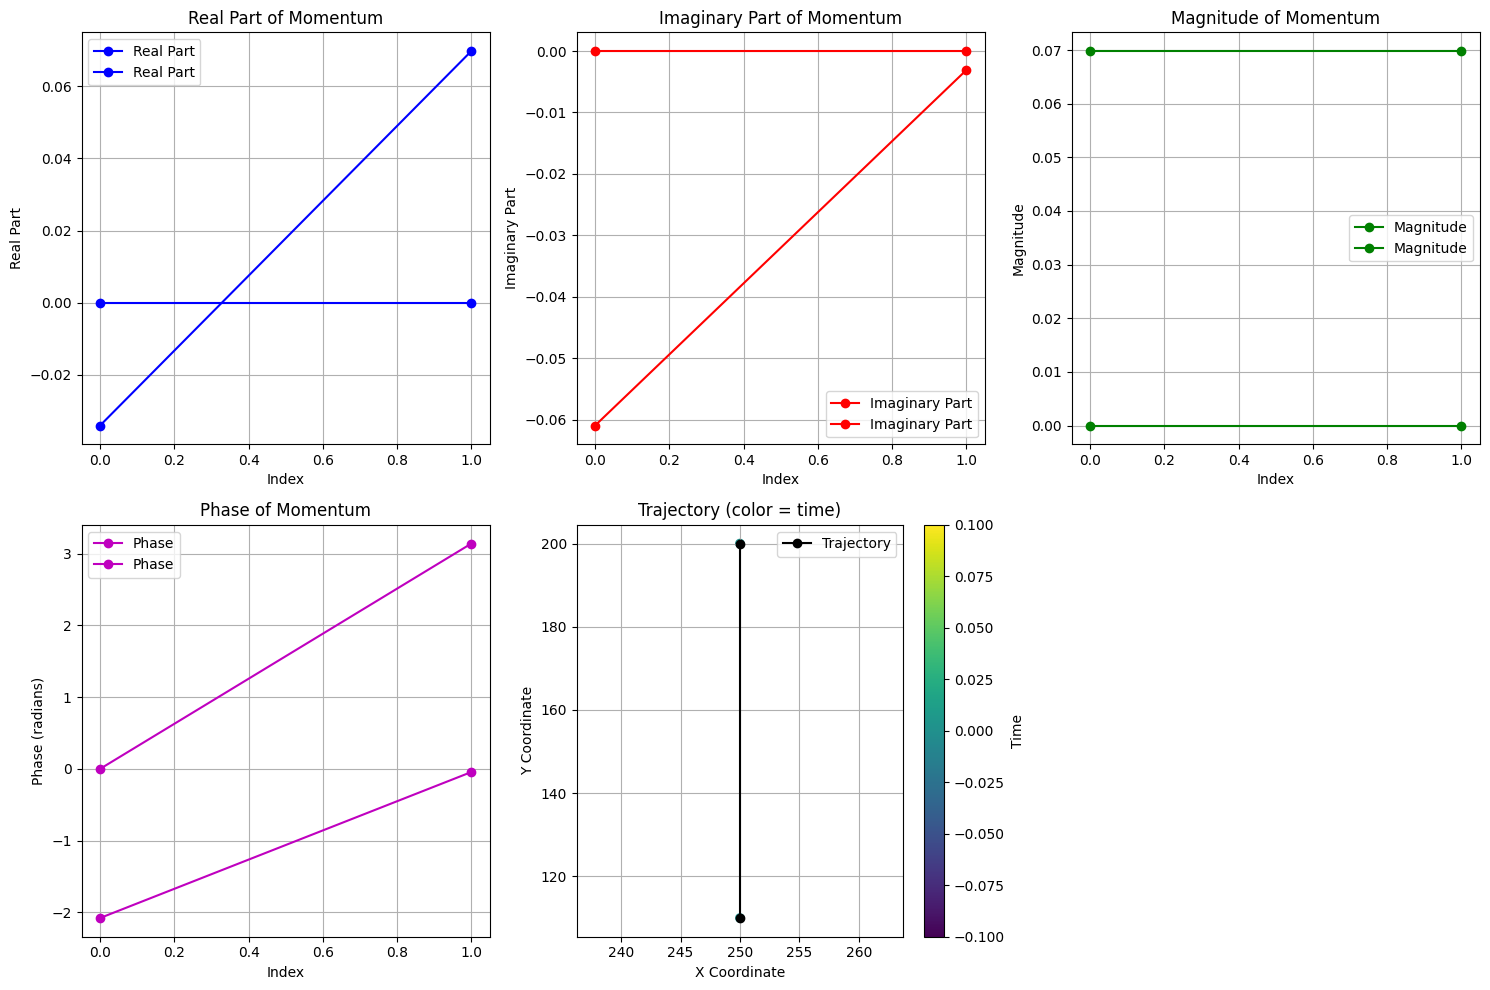 Real Part of Momentum
Real Part
Real Part
Real Part
0.06
0.04
0.02
0.00
−0.02
0.0 0.2 0.4 0.6 0.8 1.0
Index
Imaginary Part of Momentum
Imaginary Part
0.00
−0.01
−0.02
−0.03
−0.04
−0.05
−0.06
Imaginary Part
Imaginary Part
0.0 0.2 0.4 0.6 0.8 1.0
Index
Magnitude of Momentum
Magnitude
0.07
0.06
0.05
0.04
0.03
0.02
0.01
0.00
Magnitude
Magnitude
0.0 0.2 0.4 0.6 0.8 1.0
Index
Phase of Momentum
Phase (radians)
Phase
Phase
3
2
1
0
−1
−2
0.0 0.2 0.4 0.6 0.8 1.0
Index
Trajectory (color = time)
Y Coordinate
Trajectory
200
180
160
140
120
240 245 250 255 260
X Coordinate
0.100
0.075
0.050
0.025
0.000
−0.025
−0.050
−0.075
−0.100
Time